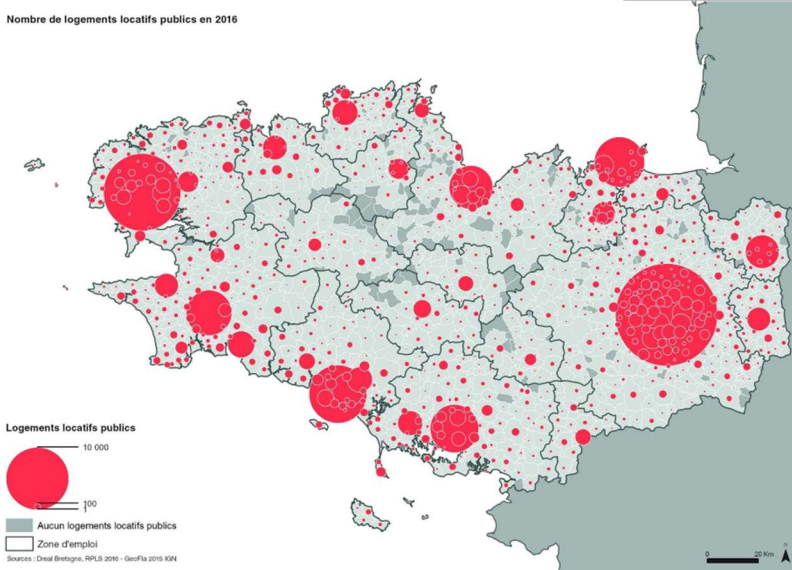 Nombre de logements locatifs publics en 2016
Logements locatifs publics
10 000
100
1
Aucun logements locatifs publics
Zone d'emploi
Sources : Dreal Bretagne, RPLS 2016 - GeoFla 2015 IGN
0 20 Km
N